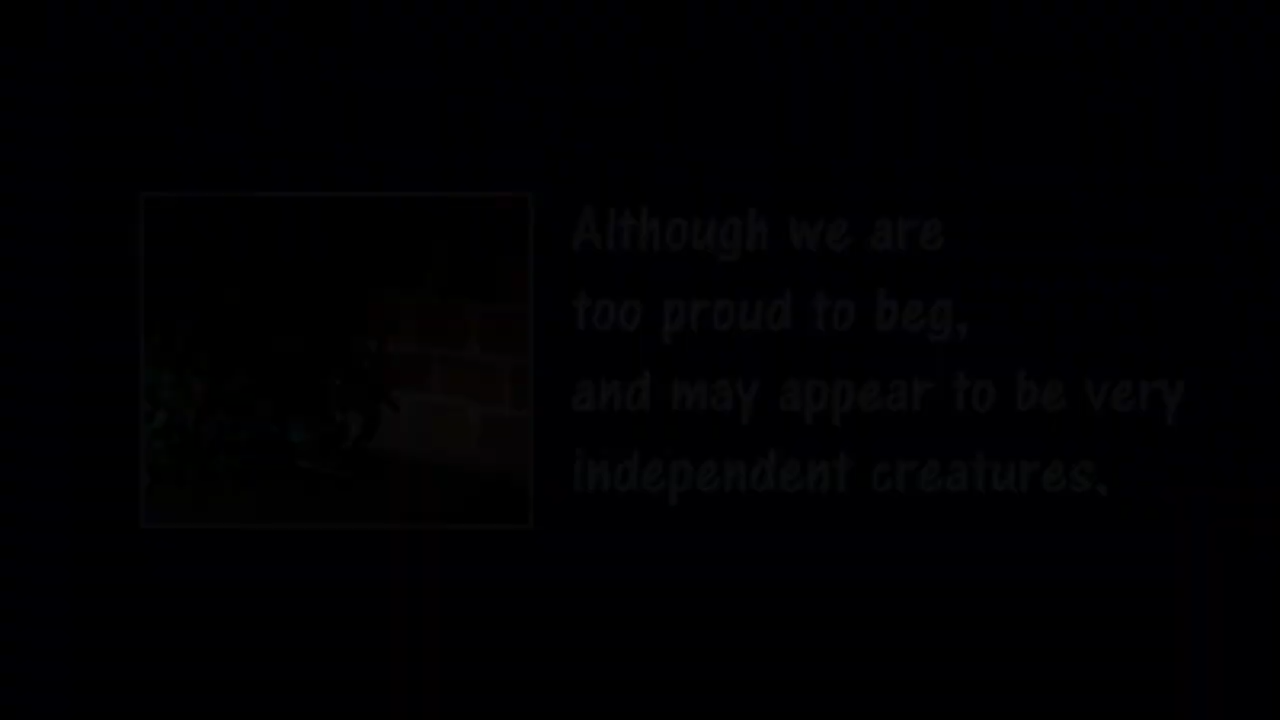 Although we are
too proud to beg,
and may appear to be very
independent creatures.